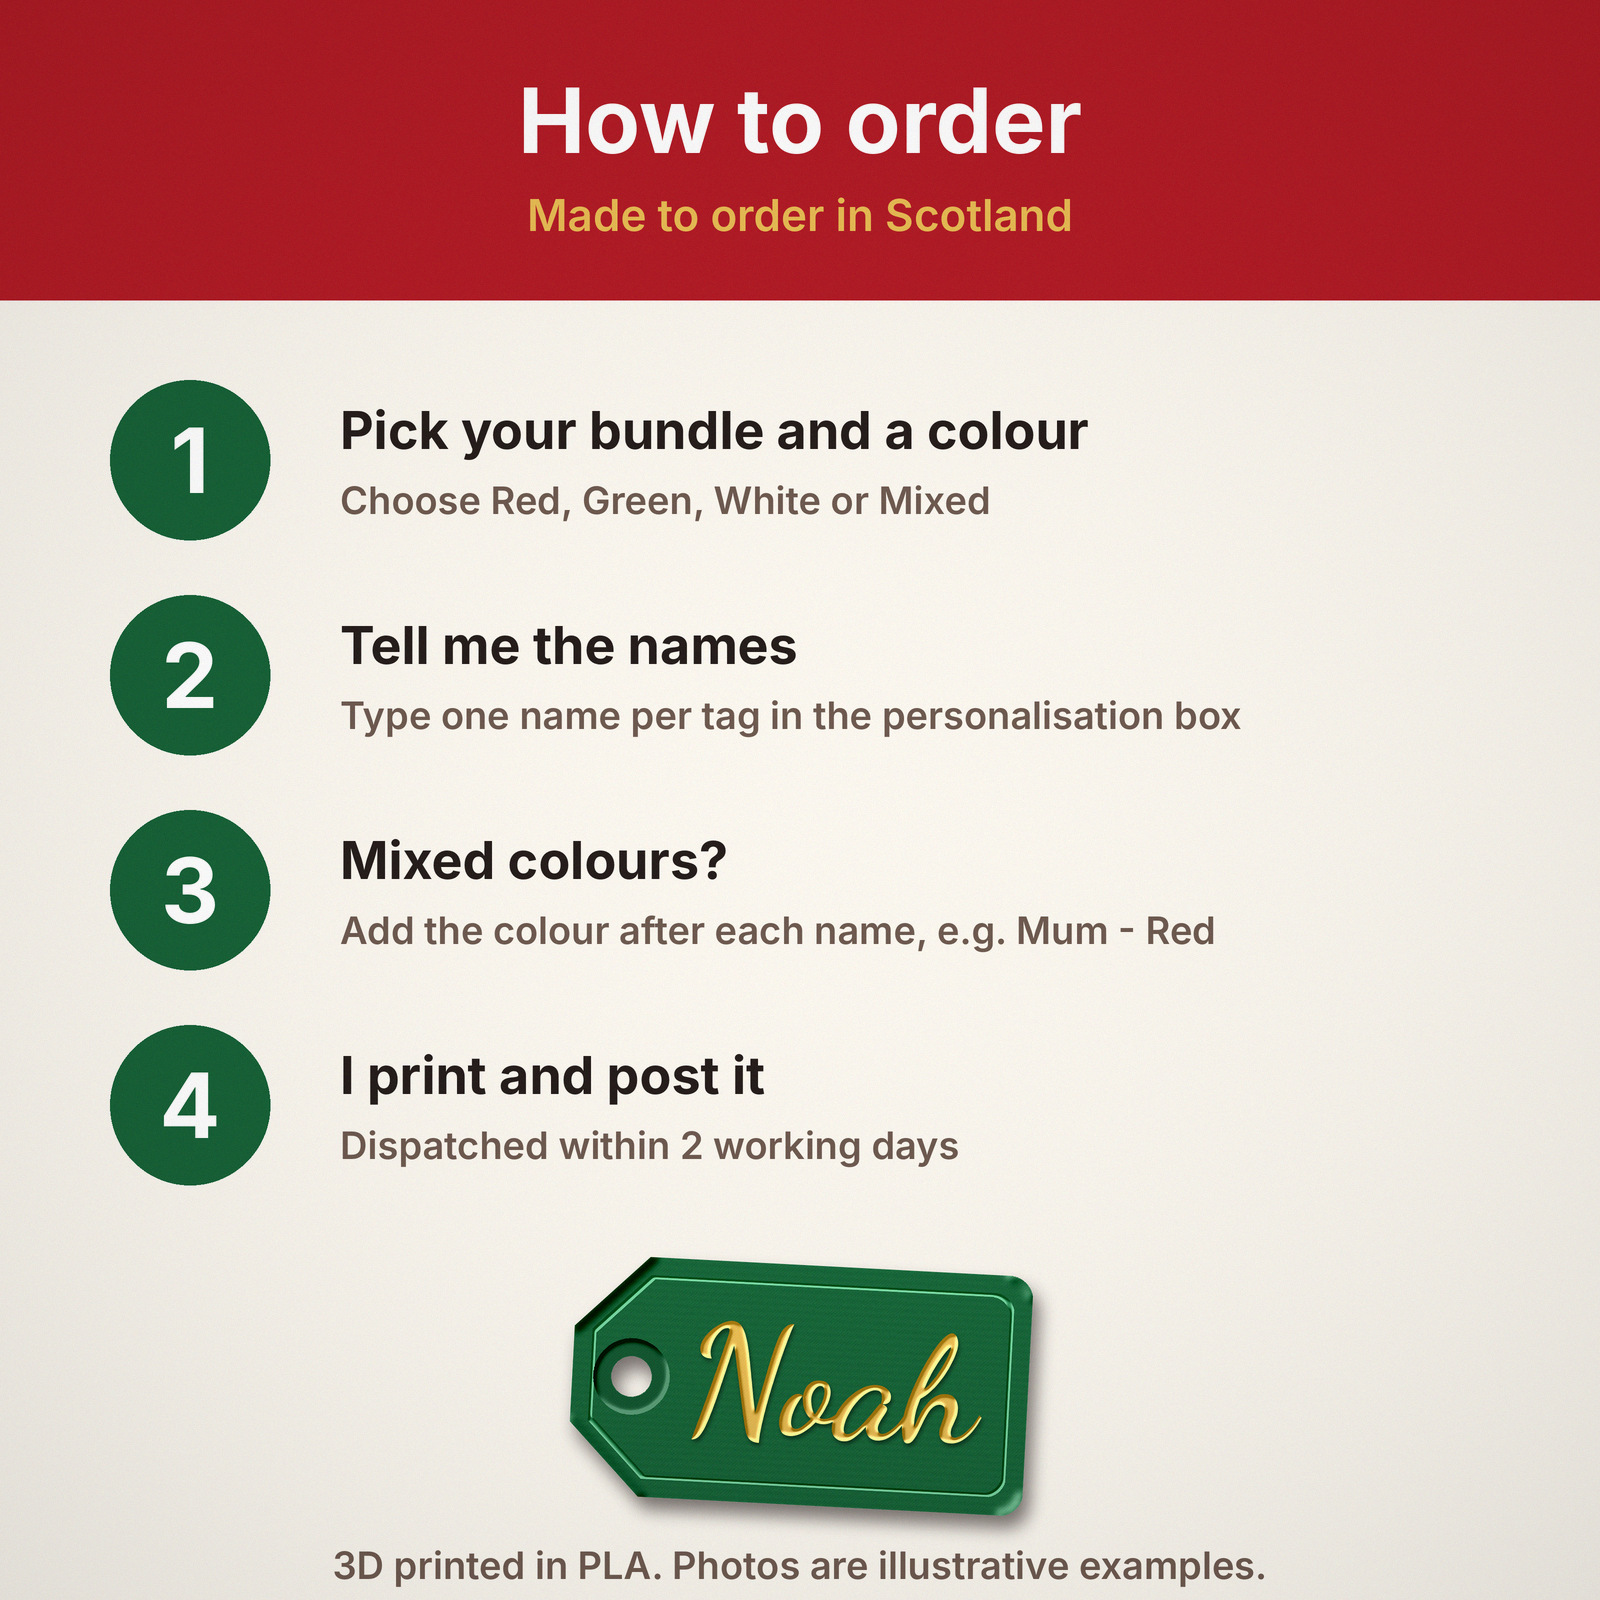 How to order
Made to order in Scotland
1
Pick your bundle and a colour
Choose Red, Green, White or Mixed
2
Tell me the names
Type one name per tag in the personalisation box
3
Mixed colours?
Add the colour after each name, e.g. Mum - Red
4
I print and post it
Dispatched within 2 working days
Noah
3D printed in PLA. Photos are illustrative examples.